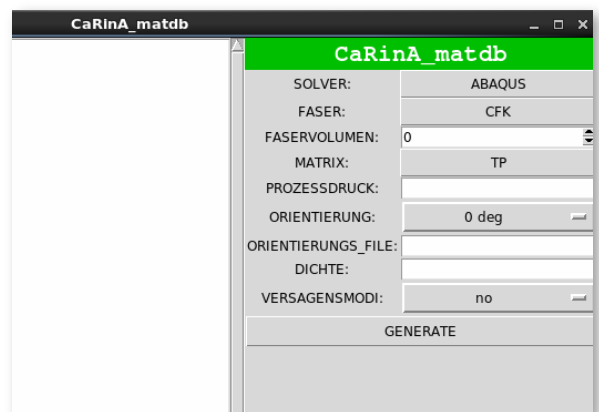 CaRinA_matdb
CaRinA_matdb
SOLVER: ABAQUS
FASER: CFK
FASERVOLUMEN: 0
MATRIX: TP
PROZESSDRUCK:
ORIENTIERUNG: 0 deg
ORIENTIERUNGS_FILE:
DICHTE:
VERSAGENSMODI: no
GENERATE